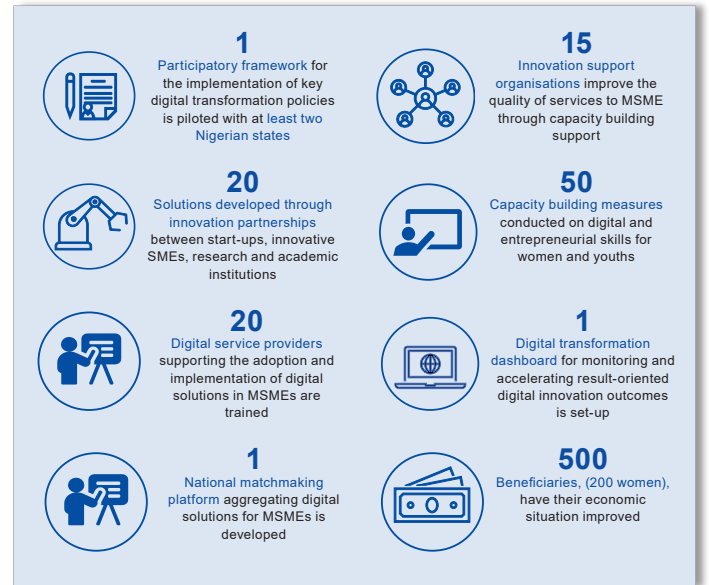 1
Participatory framework for
the implementation of key
digital transformation policies
is piloted with at least two
Nigerian states
15
Innovation support
organisations improve the
quality of services to MSME
through capacity building
support
20
Solutions developed through
innovation partnerships
between start-ups, innovative
SMEs, research and academic
institutions
50
Capacity building measures
conducted on digital and
entrepreneurial skills for
women and youths
20
Digital service providers
supporting the adoption and
implementation of digital
solutions in MSMEs are
trained
1
Digital transformation
dashboard for monitoring and
accelerating result-oriented
digital innovation outcomes
is set-up
1
National matchmaking
platform aggregating digital
solutions for MSMEs is
developed
500
Beneficiaries, (200 women),
have their economic
situation improved